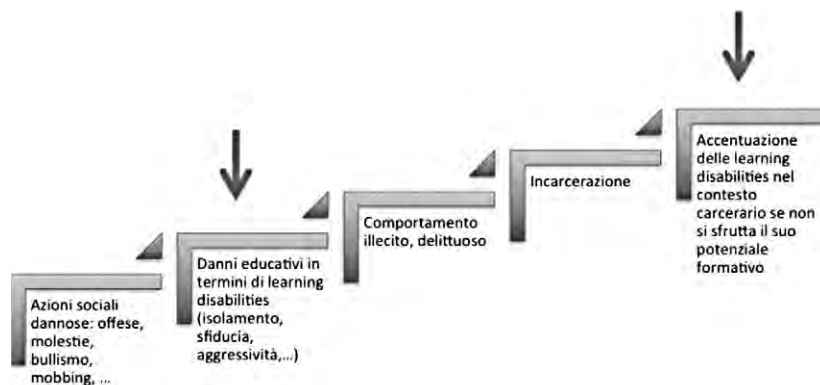 Azioni sociali
dannose: offese,
molestie,
bullismo,
mobbing, ...
Danni educativi in
termini di learning
disabilities
(isolamento,
sfiducia,
aggressività,...)
Comportamento
illecito, delittuoso
Incarcerazione
Accentuazione
delle learning
disabilities nel
contesto
carcerario se non
si sfrutta il suo
potenziale
formativo